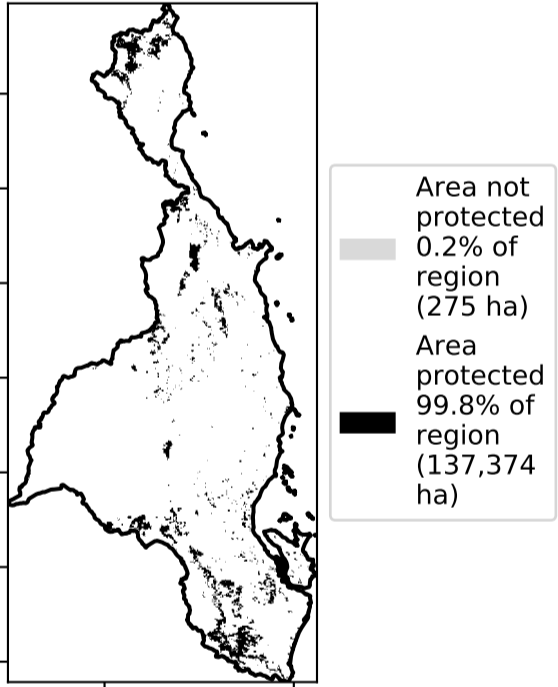 Area not
protected
0.2% of
region
(275 ha)
Area
protected
99.8% of
region
(137,374
ha)